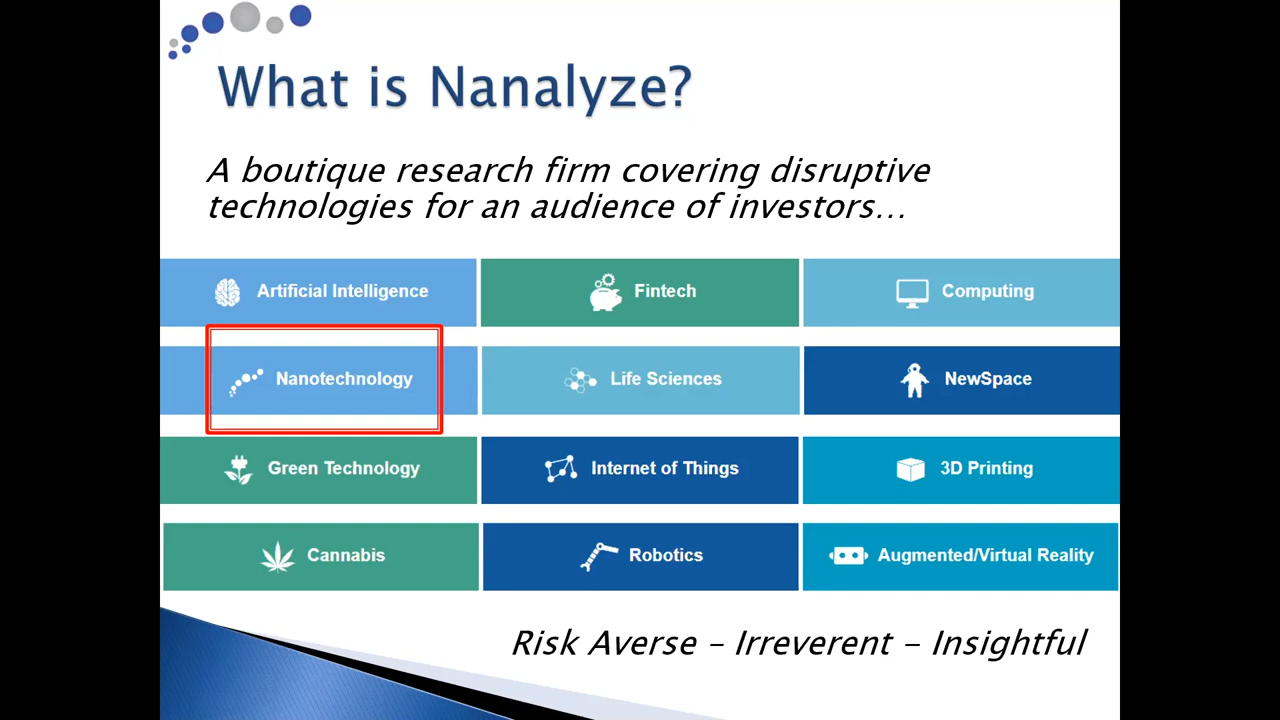 What is Nanalyze?
A boutique research firm covering disruptive
technologies for an audience of investors...
Artificial Intelligence
Fintech
Computing
Nanotechnology
Life Sciences
NewSpace
Green Technology
Internet of Things
3D Printing
Cannabis
Robotics
Augmented/Virtual Reality
Risk Averse – Irreverent – Insightful